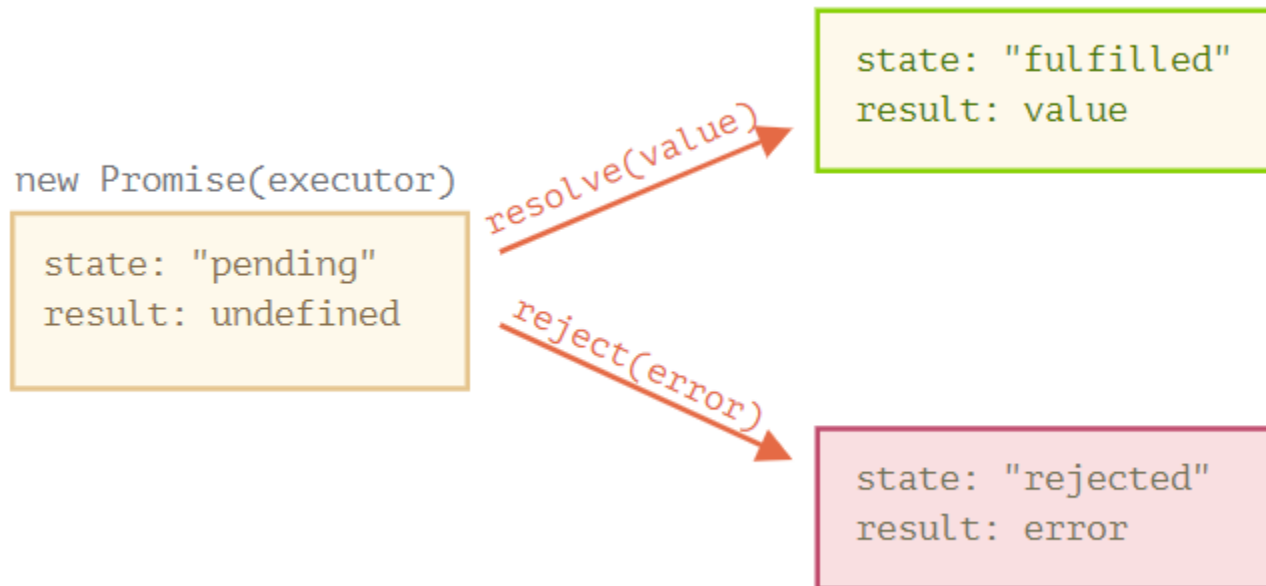 new Promise(executor)
state: "pending"
result: undefined
resolve(value)
reject(error)
state: "fulfilled"
result: value
state: "rejected"
result: error